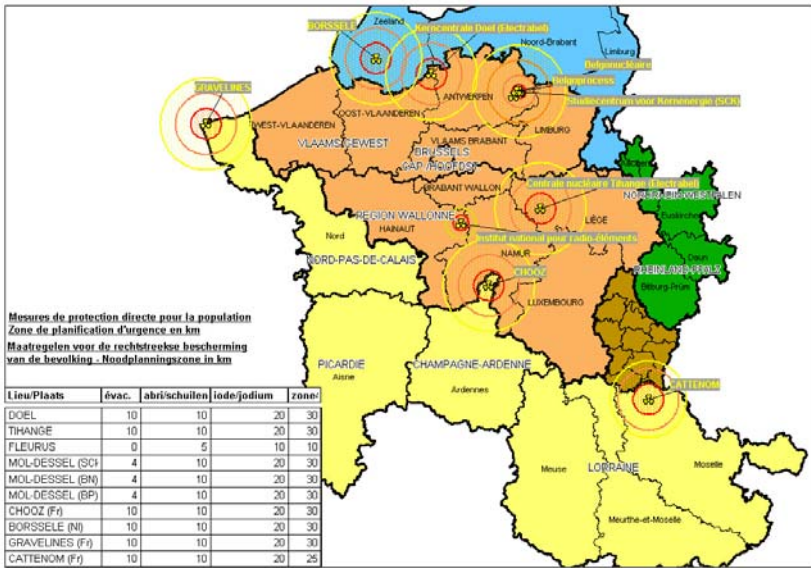 BORSSELE
Zeeland
Kerncentrale Doel (Electrabel)
Noord-Brabant
Limburg
Belgonucléaire
Belgoprocess
Studiecentrum voor Kernenergie (SCK)
GRAVELINES
ANTWERPEN
OOST-VLAANDEREN
WEST-VLAANDEREN
LIMBURG
VLAAMS GEWEST
VLAAMS BRABANT
BRUSSELS
CAP./HOOFDST.
BRABANT WALLON
Centrale nucléaire Tihange (Electrabel)
NORDRHEIN-WESTFALEN
Euskirchen
REGION WALLONNE
HAINAUT
LIÈGE
Institut national pour radio-éléments
Nord
NAMUR
Daun
NORD-PAS-DE-CALAIS
CHOOZ
RHEINLAND-PFALZ
Bitburg-Prüm
LUXEMBOURG
Mesures de protection directe pour la population
Zone de planification d'urgence en km
Maatregelen voor de rechtstreekse bescherming
van de bevolking - Noodplanningszone in km
PICARDIE
Aisne
CHAMPAGNE-ARDENNE
Ardennes
CATTENOM
LORRAINE
Meuse
Moselle
Meurthe-et-Moselle
Lieu/Plaats évac. abri/schuilen iode/jodium zone
DOEL 10 10 20 30
TIHANGE 10 10 20 30
FLEURUS 0 5 10 10
MOL-DESSEL (SCK 4 10 20 30
MOL-DESSEL (BN) 4 10 20 30
MOL-DESSEL (BP) 4 10 20 30
CHOOZ (Fr) 10 10 20 30
BORSSELE (Nl) 10 10 20 30
GRAVELINES (Fr) 10 10 20 30
CATTENOM (Fr) 10 10 20 25